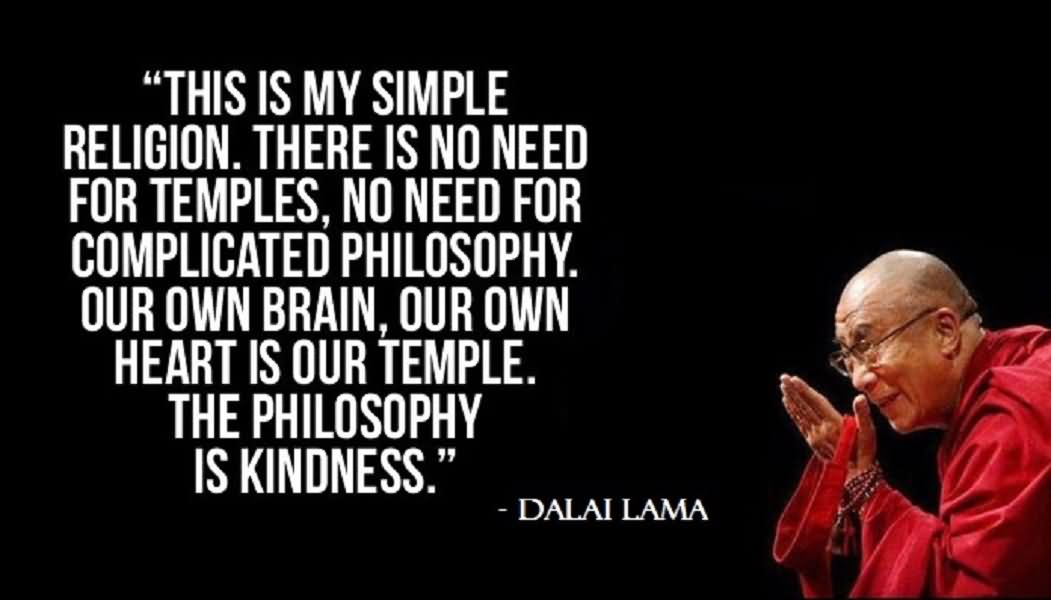 “THIS IS MY SIMPLE
RELIGION. THERE IS NO NEED
FOR TEMPLES, NO NEED FOR
COMPLICATED PHILOSOPHY.
OUR OWN BRAIN, OUR OWN
HEART IS OUR TEMPLE.
THE PHILOSOPHY
IS KINDNESS.”
- DALAI LAMA